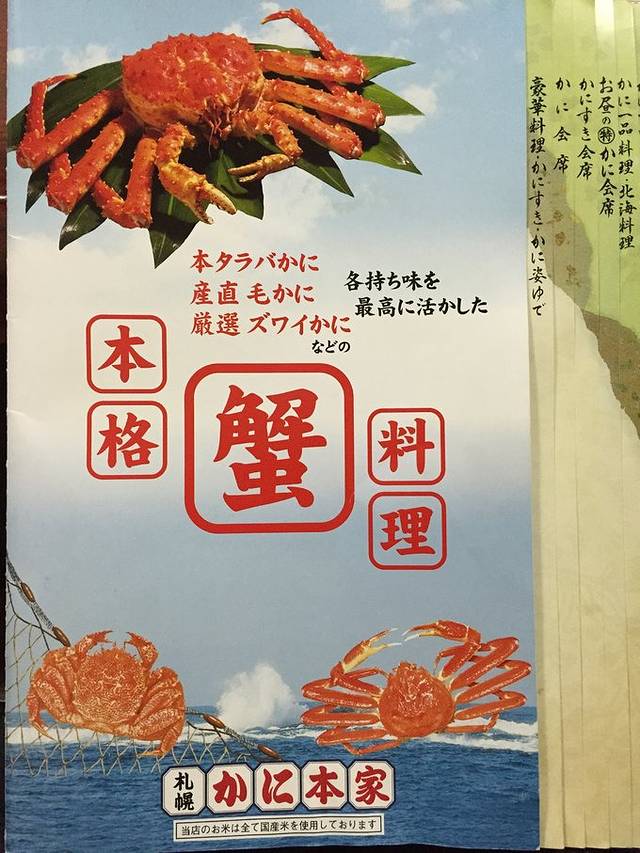 本タラバかに
産直 毛かに
厳選 ズワイかに
などの
各持ち味を
最高に活かした
本格
蟹
料理
札幌
かに本家
当店のお米は全て国産米を使用しております
かに一品料理・北海料理
お昼の㊕かに会席
かにすき会席
かに会席
豪華料理・かにすき・かに姿ゆで